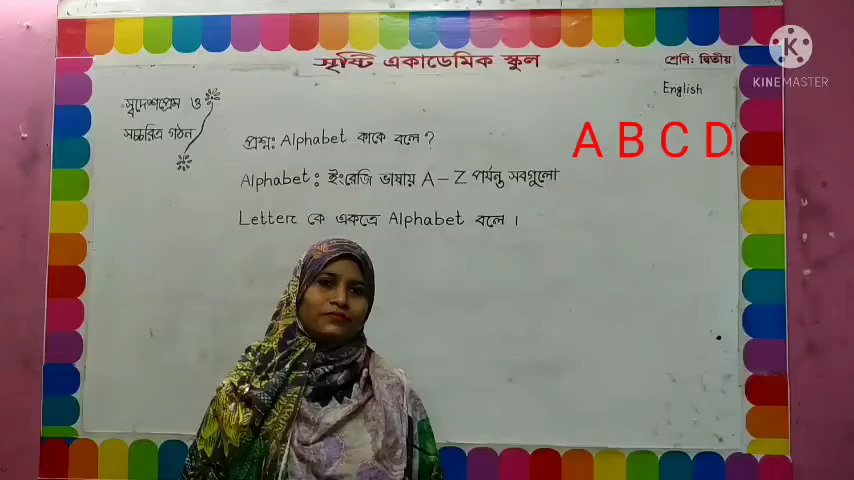 সৃষ্টি একাডেমিক স্কুল
শ্রেণি: দ্বিতীয়
English
স্বদেশপ্রেম ও
সচ্চরিত্র গঠন
প্রশ্ন: Alphabet কাকে বলে?
A B C D
Alphabet: ইংরেজি ভাষায় A-Z পর্যন্ত সবগুলো
Letter কে একত্রে Alphabet বলে।
K
KINEMASTER